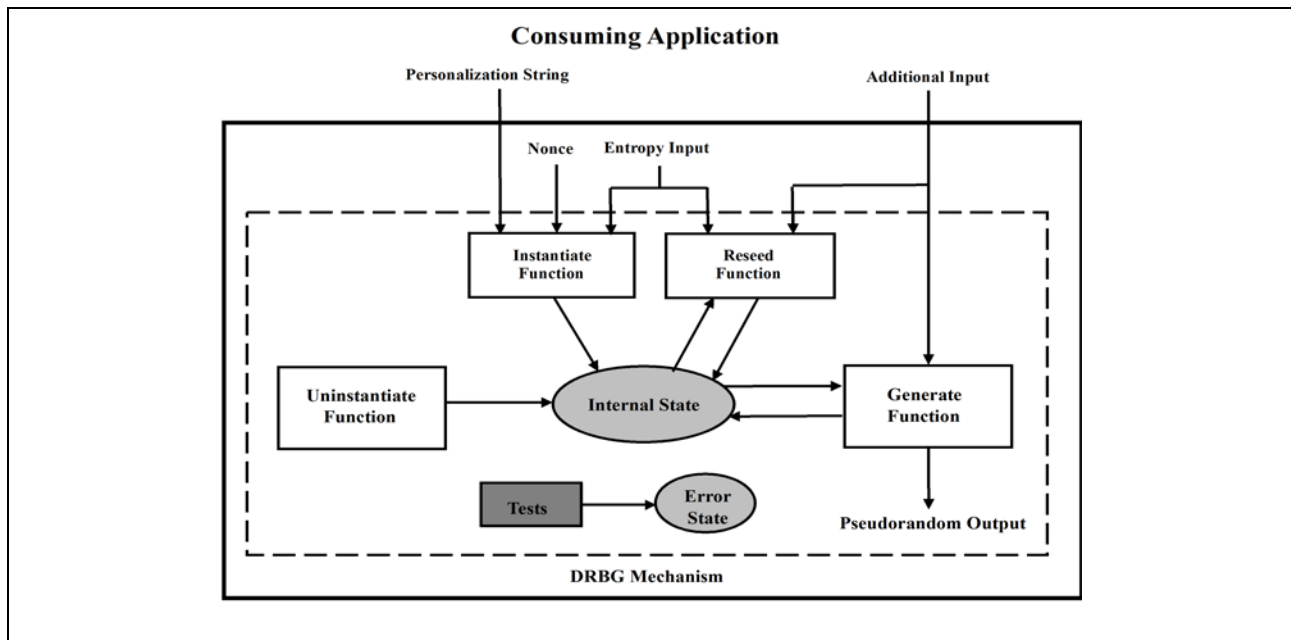 Consuming Application
Personalization String
Additional Input
Nonce
Entropy Input
Instantiate
Function
Reseed
Function
Uninstantiate
Function
Internal State
Generate
Function
Tests
Error
State
Pseudorandom Output
DRBG Mechanism